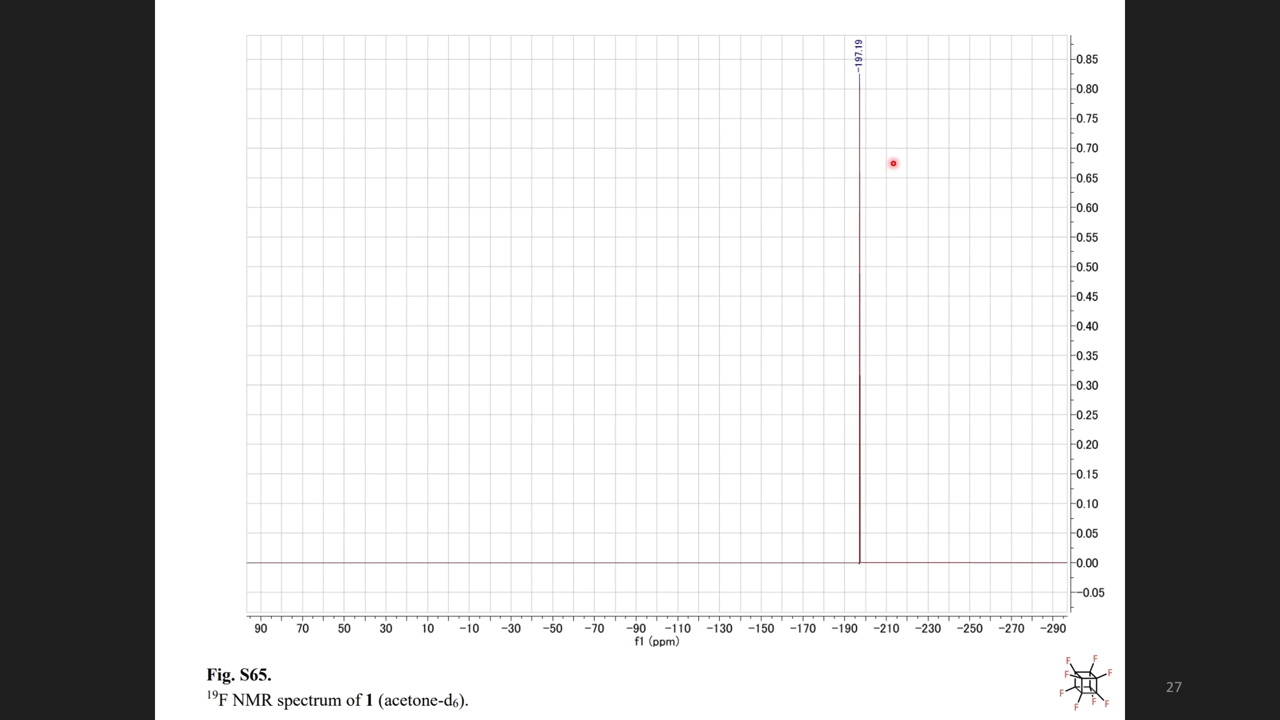 -197.19
0.85
0.80
0.75
0.70
0.65
0.60
0.55
0.50
0.45
0.40
0.35
0.30
0.25
0.20
0.15
0.10
0.05
0.00
-0.05
90 70 50 30 10 -10 -30 -50 -70 -90 -110 -130 -150 -170 -190 -210 -230 -250 -270 -290
f1 (ppm)
Fig. S65.
19F NMR spectrum of 1 (acetone-d6).
F F
F F
F
F F F
27